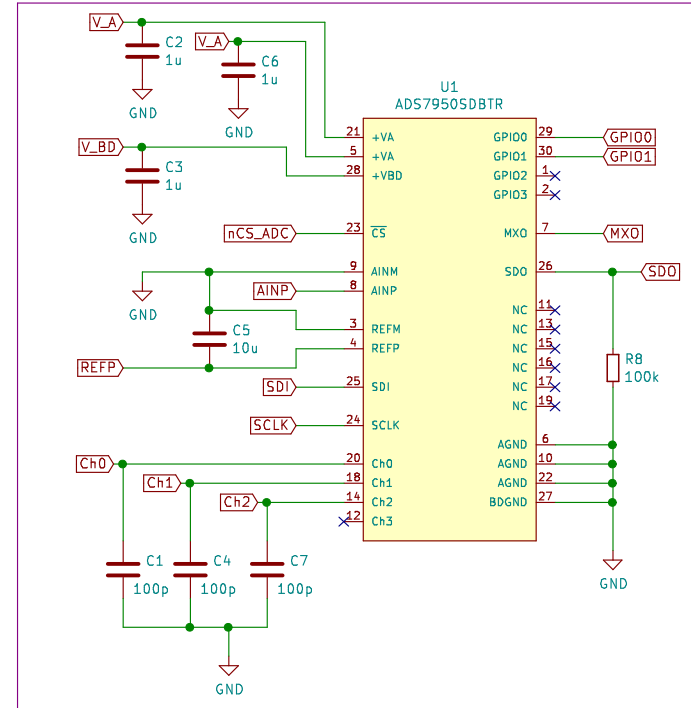 V_A
C2
1u
GND
V_A
C6
1u
GND
V_BD
C3
1u
GND
U1
ADS7950SDBTR
21 +VA
5 +VA
28 +VBD
23 CS
nCS_ADC
9 AINM
8 AINP
AINP
GND
3 REFM
4 REFP
C5
10u
REFP
25 SDI
SDI
24 SCLK
SCLK
20 Ch0
Ch0
18 Ch1
Ch1
14 Ch2
Ch2
12 Ch3
GPIO0 29
GPIO0
GPIO1 30
GPIO1
GPIO2 1
GPIO3 2
MXO 7
MXO
SDO 26
SDO
NC 11
NC 13
NC 15
NC 16
NC 17
NC 19
R8
100k
AGND 6
AGND 10
AGND 22
BDGND 27
GND
C1
100p
C4
100p
C7
100p
GND